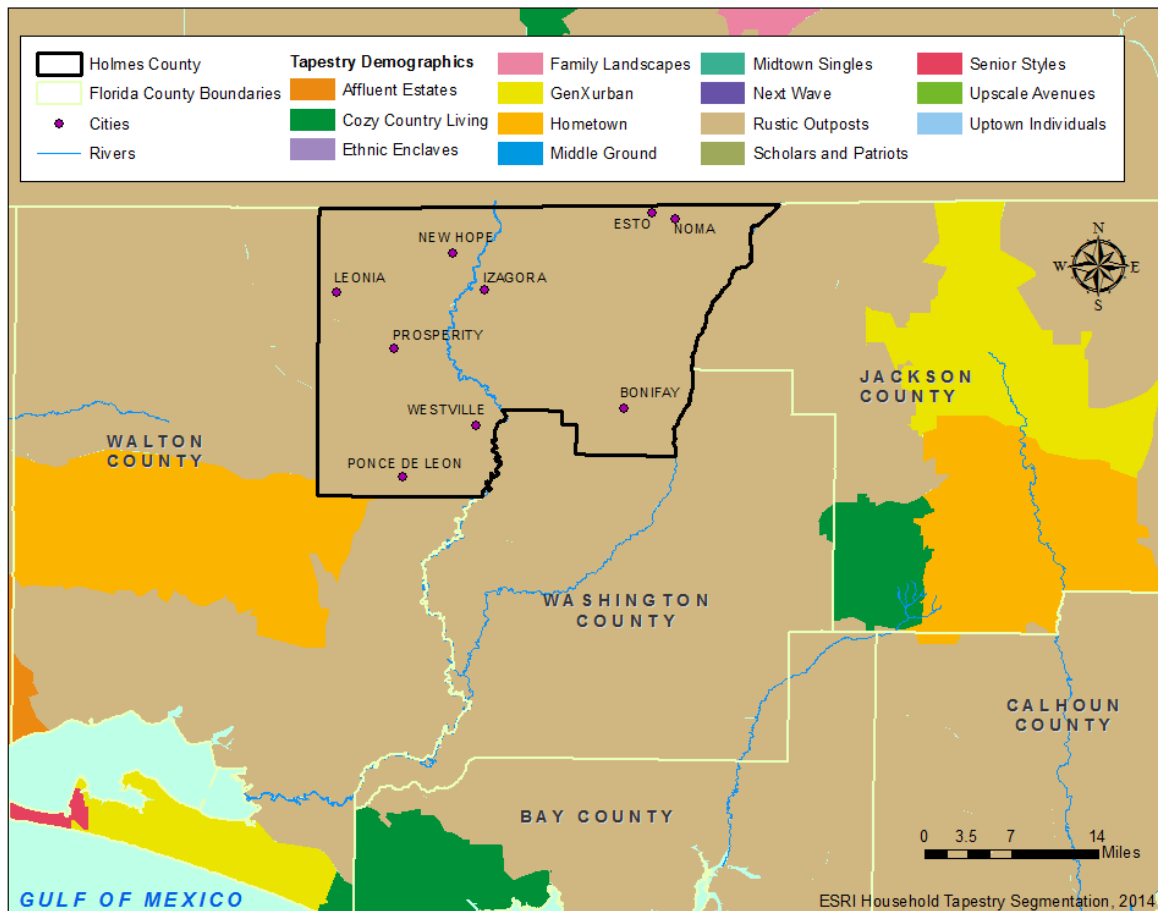 Holmes County
Florida County Boundaries
Cities
Rivers
Tapestry Demographics
Affluent Estates
Cozy Country Living
Ethnic Enclaves
Family Landscapes
GenXurban
Hometown
Middle Ground
Midtown Singles
Next Wave
Rustic Outposts
Scholars and Patriots
Senior Styles
Upscale Avenues
Uptown Individuals
ESTO
NOMA
NEW HOPE
LEONIA
IZAGORA
PROSPERITY
BONIFAY
WESTVILLE
PONCE DE LEON
N
W
E
S
JACKSON
COUNTY
WALTON
COUNTY
WASHINGTON
COUNTY
CALHOUN
COUNTY
BAY COUNTY
0 3.5 7 14
Miles
GULF OF MEXICO
ESRI Household Tapestry Segmentation, 2014